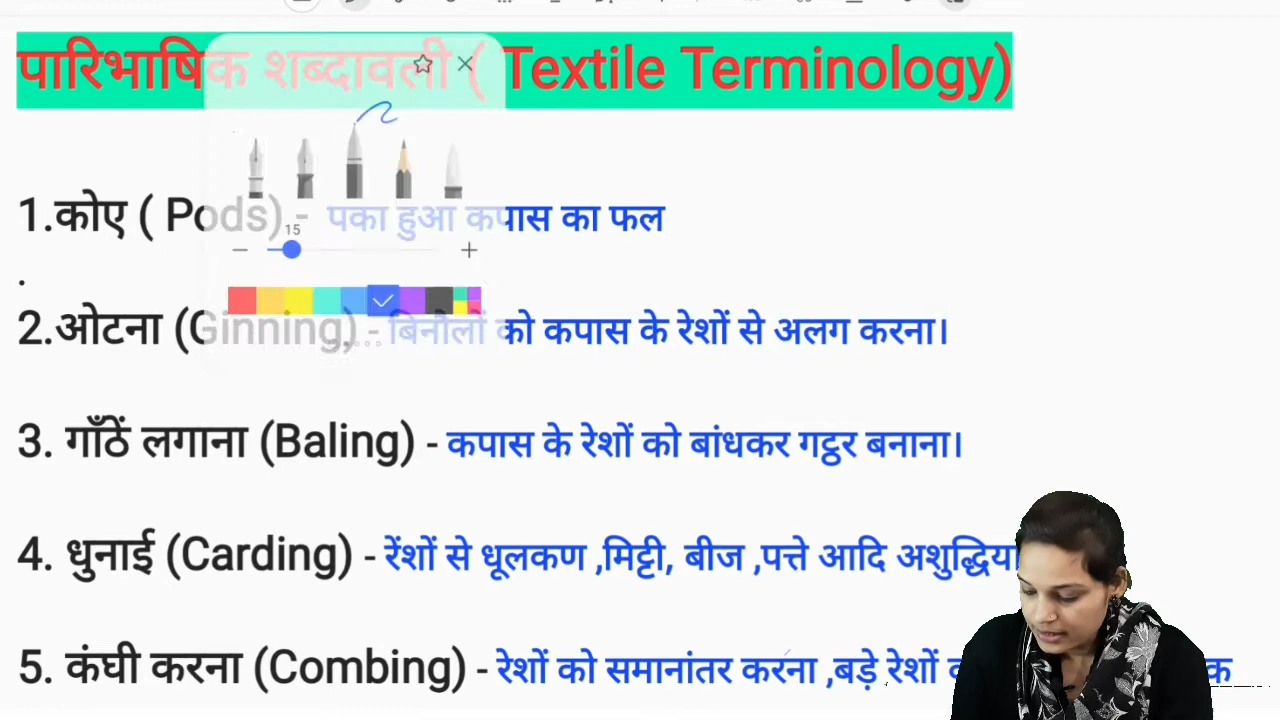 पारिभाषिक शब्दावली ( Textile Terminology)
1.कोए ( Pods) - पका हुआ कपास का फल
15
.
2.ओटना (Ginning) - बिनौलों को कपास के रेशों से अलग करना।
3. गाँठें लगाना (Baling) - कपास के रेशों को बांधकर गट्ठर बनाना।
4. धुनाई (Carding) - रेंशों से धूलकण ,मिट्टी, बीज ,पत्ते आदि
5. कंघी करना (Combing) - रेशों को समानांतर करना ,बड़े रेशों